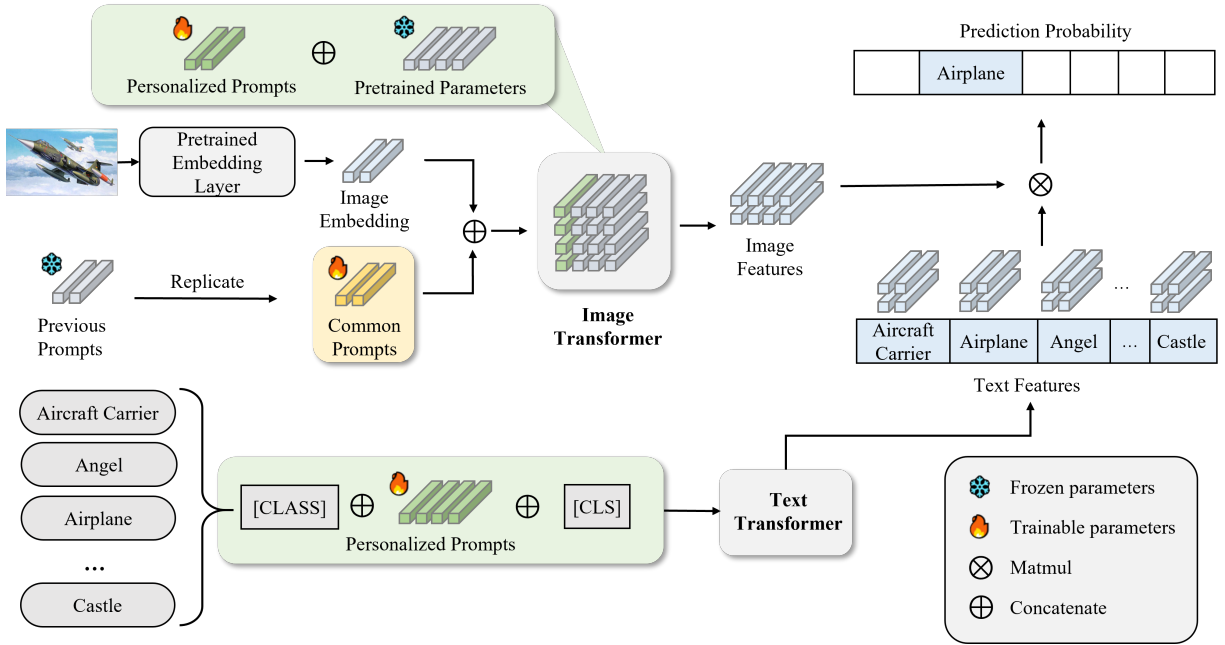 Personalized Prompts
Pretrained Parameters
Prediction Probability
Airplane
Pretrained
Embedding
Layer
Image
Embedding
Previous
Prompts
Replicate
Common
Prompts
Image
Transformer
Image
Features
Aircraft
Carrier
Airplane
Angel
...
...
Castle
Text Features
Aircraft Carrier
Angel
Airplane
...
Castle
[CLASS]
[CLS]
Personalized Prompts
Text
Transformer
Frozen parameters
Trainable parameters
Matmul
Concatenate